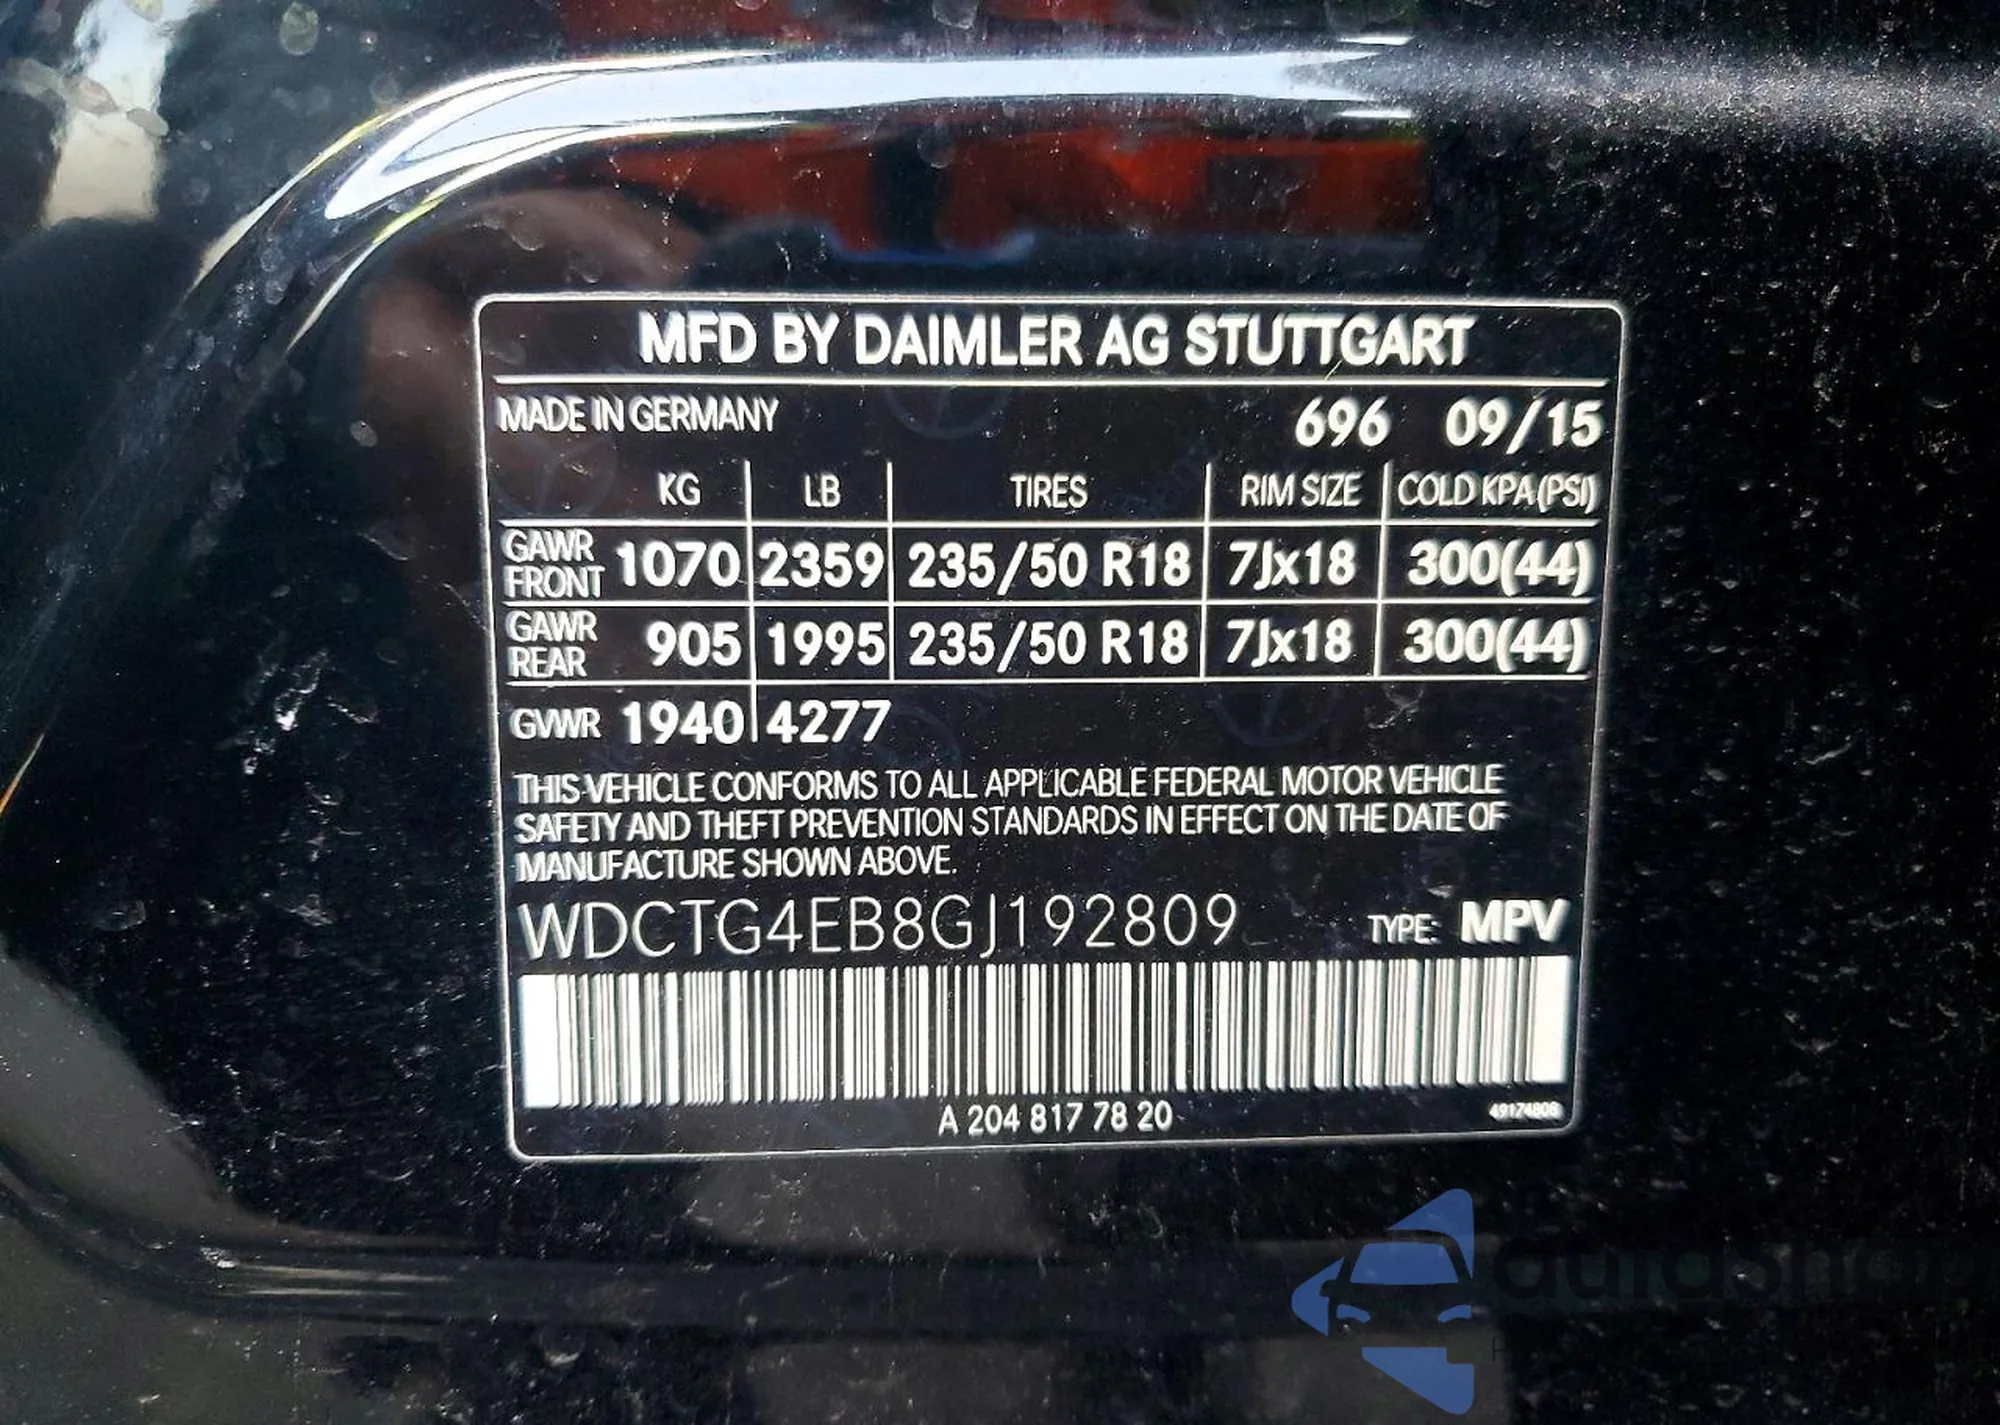 MFD BY DAIMLER AG STUTTGART
MADE IN GERMANY 696 09/15
KG LB TIRES RIM SIZE COLD KPA (PSI)
GAWR FRONT 1070 2359 235/50 R18 7Jx18 300(44)
GAWR REAR 905 1995 235/50 R18 7Jx18 300(44)
GVWR 1940 4277
THIS VEHICLE CONFORMS TO ALL APPLICABLE FEDERAL MOTOR VEHICLE
SAFETY AND THEFT PREVENTION STANDARDS IN EFFECT ON THE DATE OF
MANUFACTURE SHOWN ABOVE.
WDCTG4EB8GJ192809 TYPE: MPV
A 204 817 78 20 49174808